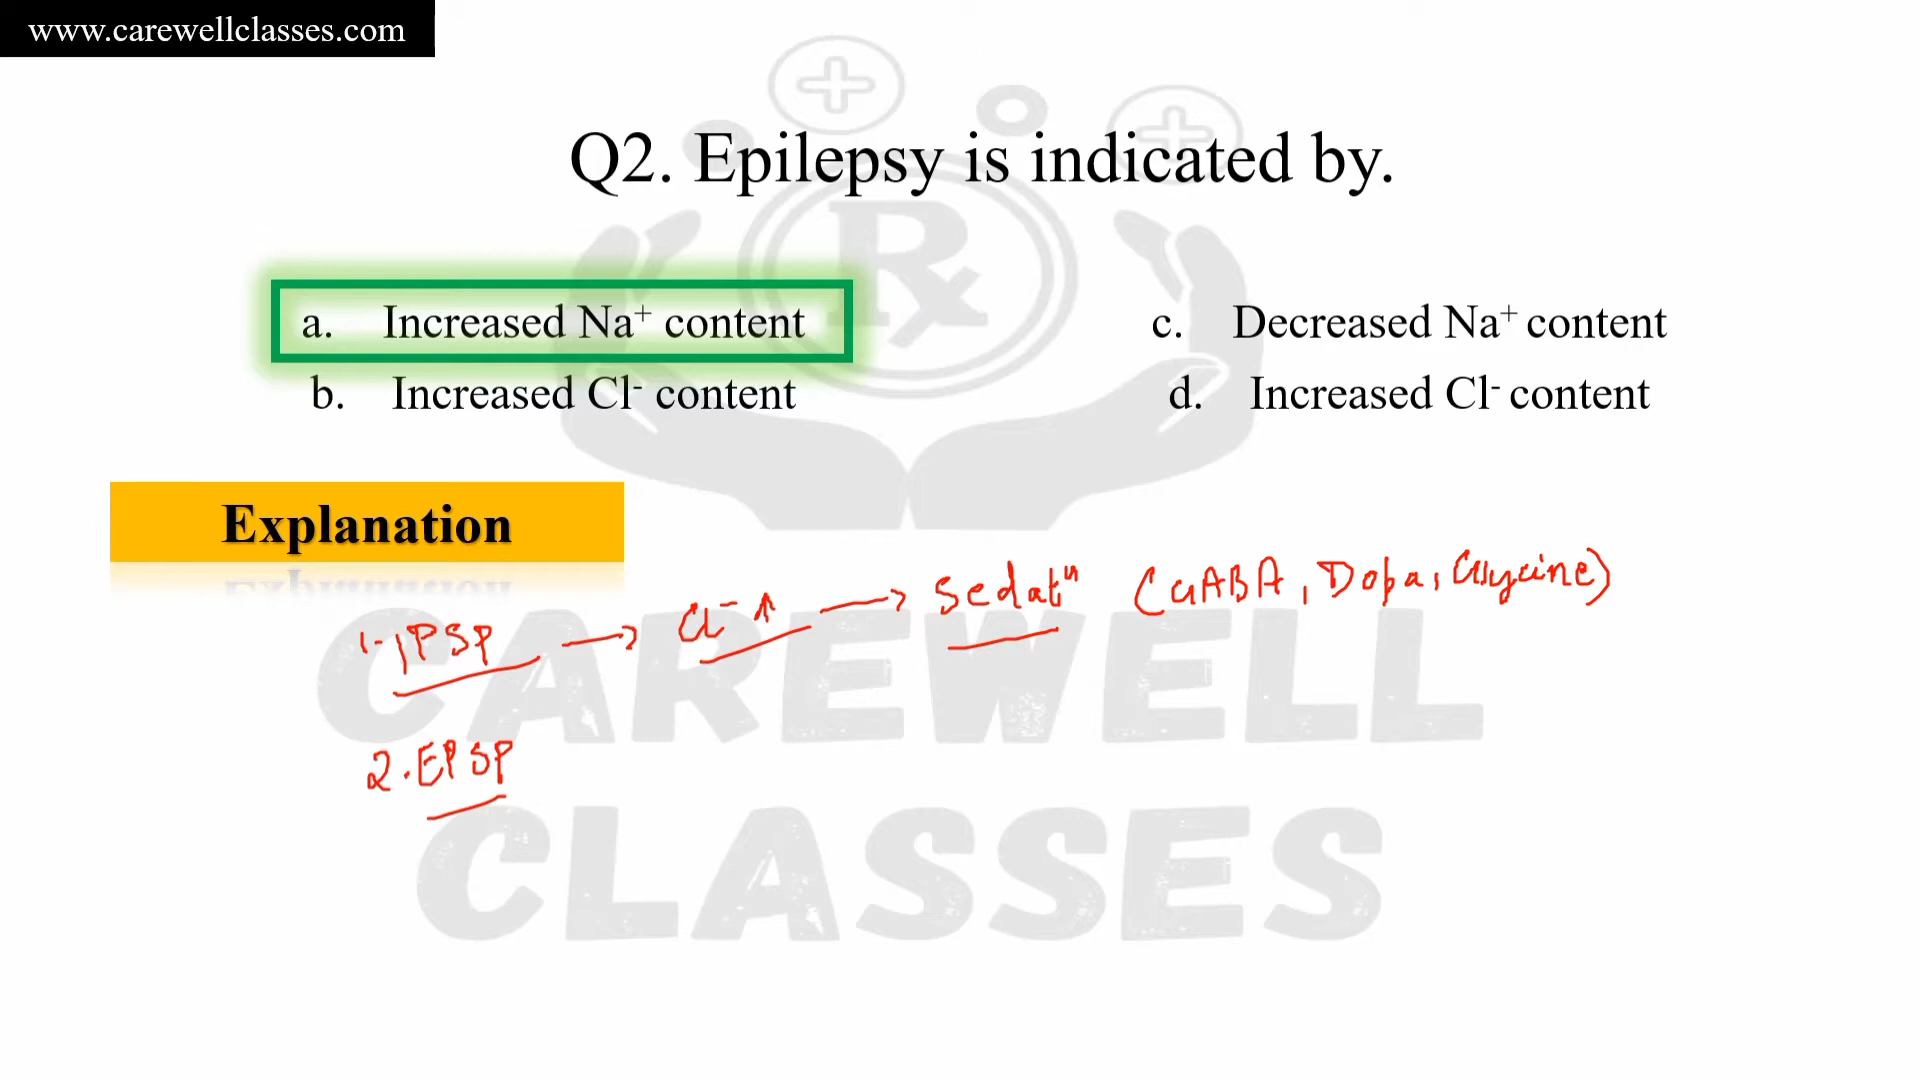 www.carewellclasses.com
Q2. Epilepsy is indicated by.
a. Increased Na⁺ content
c. Decreased Na⁺ content
b. Increased Cl⁻ content
d. Increased Cl⁻ content
Explanation
1. IPSP → Cl⁻ ↑ → Sedatⁿ (GABA, Dopa, Glycine)
2. EPSP
Rx
CAREWELL
CLASSES